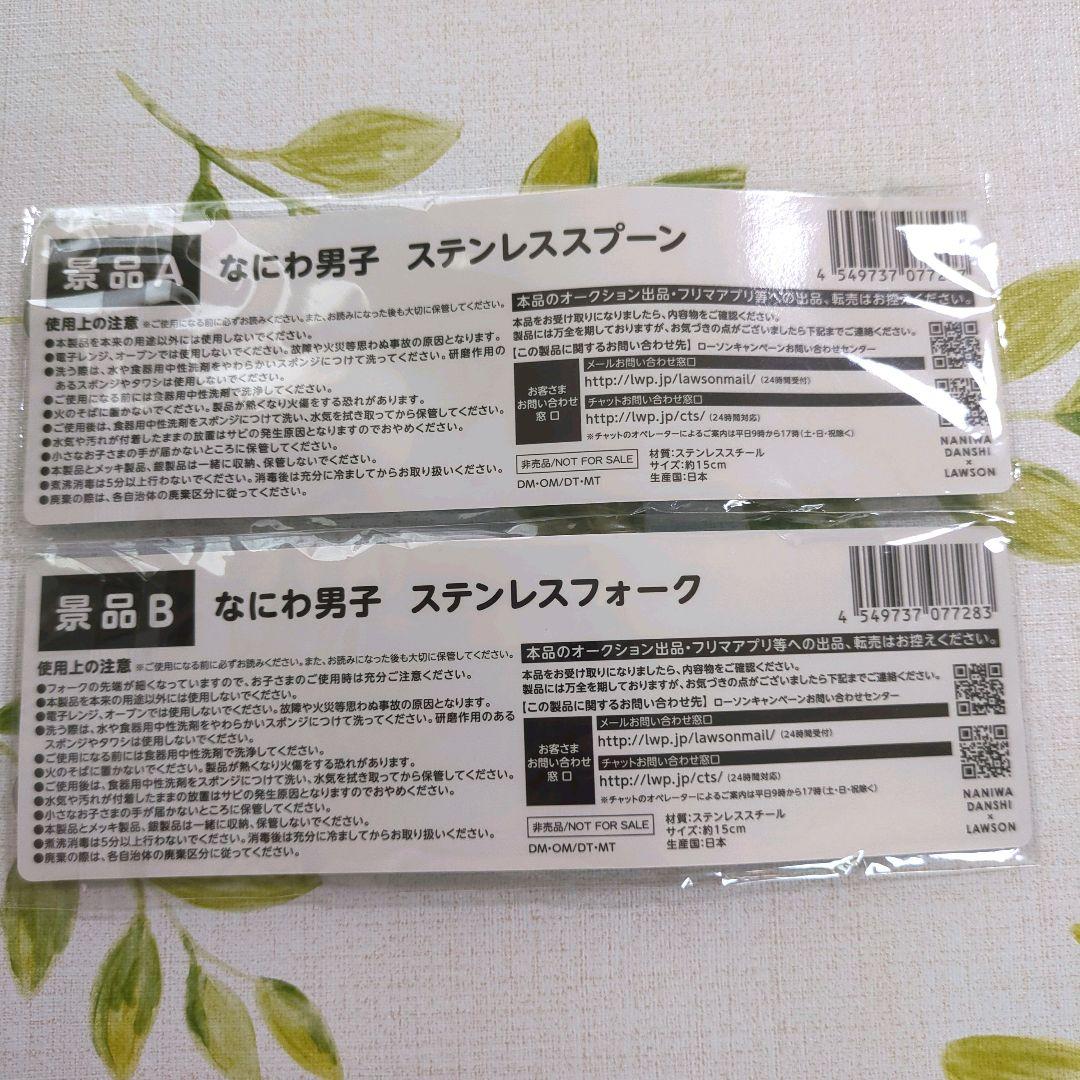 景品A なにわ男子 ステンレススプーン
使用上の注意 ※ご使用になる前に必ずお読みください。また、お読みになった後も大切に保管してください。
●本製品を本来の用途以外には使用しないでください。
●電子レンジ、オーブンでは使用しないでください。故障や火災等思わぬ事故の原因となります。
●洗う際は、水や食器用中性洗剤をやわらかいスポンジにつけて洗ってください。研磨作用の
あるスポンジやタワシは使用しないでください。
●ご使用になる前には食器用中性洗剤で洗浄してください。
●火のそばに置かないでください。製品が熱くなり火傷をする恐れがあります。
●ご使用後は、食器用中性洗剤をスポンジにつけて洗い、水気を拭き取ってから保管してください。
●水気や汚れが付着したままの放置はサビの発生原因となりますのでおやめください。
●小さなお子さまの手が届かないところに保管してください。
●本製品とメッキ製品、銀製品は一緒に収納、保管しないでください。
●煮沸消毒は5分以上行わないでください。消毒後は充分に冷ましてからお取り扱いください。
●廃棄の際は、各自治体の廃棄区分に従ってください。
4 549737
本品のオークション出品・フリマアプリ等への出品、転売はお控えください。
本品をお受け取りになりましたら、内容物をご確認ください。
製品には万全を期しておりますが、お気づきの点がございましたら下記までご連絡ください。
【この製品に関するお問い合わせ先】 ローソンキャンペーンお問い合わせセンター
お客さま
お問い合わせ
窓口
メールお問い合わせ窓口
http://lwp.jp/lawsonmail/ (24時間受付)
チャットお問い合わせ窓口
http://lwp.jp/cts/ (24時間対応)
※チャットのオペレーターによるご案内は平日9時から17時(土・日・祝除く)
非売品/NOT FOR SALE
DM・OM/DT・MT
材質:ステンレススチール
サイズ:約15cm
生産国:日本
NANIWA
DANSHI
×
LAWSON
景品B なにわ男子 ステンレスフォーク
使用上の注意 ※ご使用になる前に必ずお読みください。また、お読みになった後も大切に保管してください。
●フォークの先端が細くなっていますので、お子さまのご使用時は充分ご注意ください。
●本製品を本来の用途以外には使用しないでください。
●電子レンジ、オーブンでは使用しないでください。故障や火災等思わぬ事故の原因となります。
●洗う際は、水や食器用中性洗剤をやわらかいスポンジにつけて洗ってください。研磨作用のある
スポンジやタワシは使用しないでください。
●ご使用になる前には食器用中性洗剤で洗浄してください。
●火のそばに置かないでください。製品が熱くなり火傷をする恐れがあります。
●ご使用後は、食器用中性洗剤をスポンジにつけて洗い、水気を拭き取ってから保管してください。
●水気や汚れが付着したままの放置はサビの発生原因となりますのでおやめください。
●小さなお子さまの手が届かないところに保管してください。
●本製品とメッキ製品、銀製品は一緒に収納、保管しないでください。
●煮沸消毒は5分以上行わないでください。消毒後は充分に冷ましてからお取り扱いください。
●廃棄の際は、各自治体の廃棄区分に従ってください。
4 549737 077283
本品のオークション出品・フリマアプリ等への出品、転売はお控えください。
本品をお受け取りになりましたら、内容物をご確認ください。
製品には万全を期しておりますが、お気づきの点がございましたら下記までご連絡ください。
【この製品に関するお問い合わせ先】 ローソンキャンペーンお問い合わせセンター
お客さま
お問い合わせ
窓口
メールお問い合わせ窓口
http://lwp.jp/lawsonmail/ (24時間受付)
チャットお問い合わせ窓口
http://lwp.jp/cts/ (24時間対応)
※チャットのオペレーターによるご案内は平日9時から17時(土・日・祝除く)
非売品/NOT FOR SALE
DM・OM/DT・MT
材質:ステンレススチール
サイズ:約15cm
生産国:日本
NANIWA
DANSHI
×
LAWSON